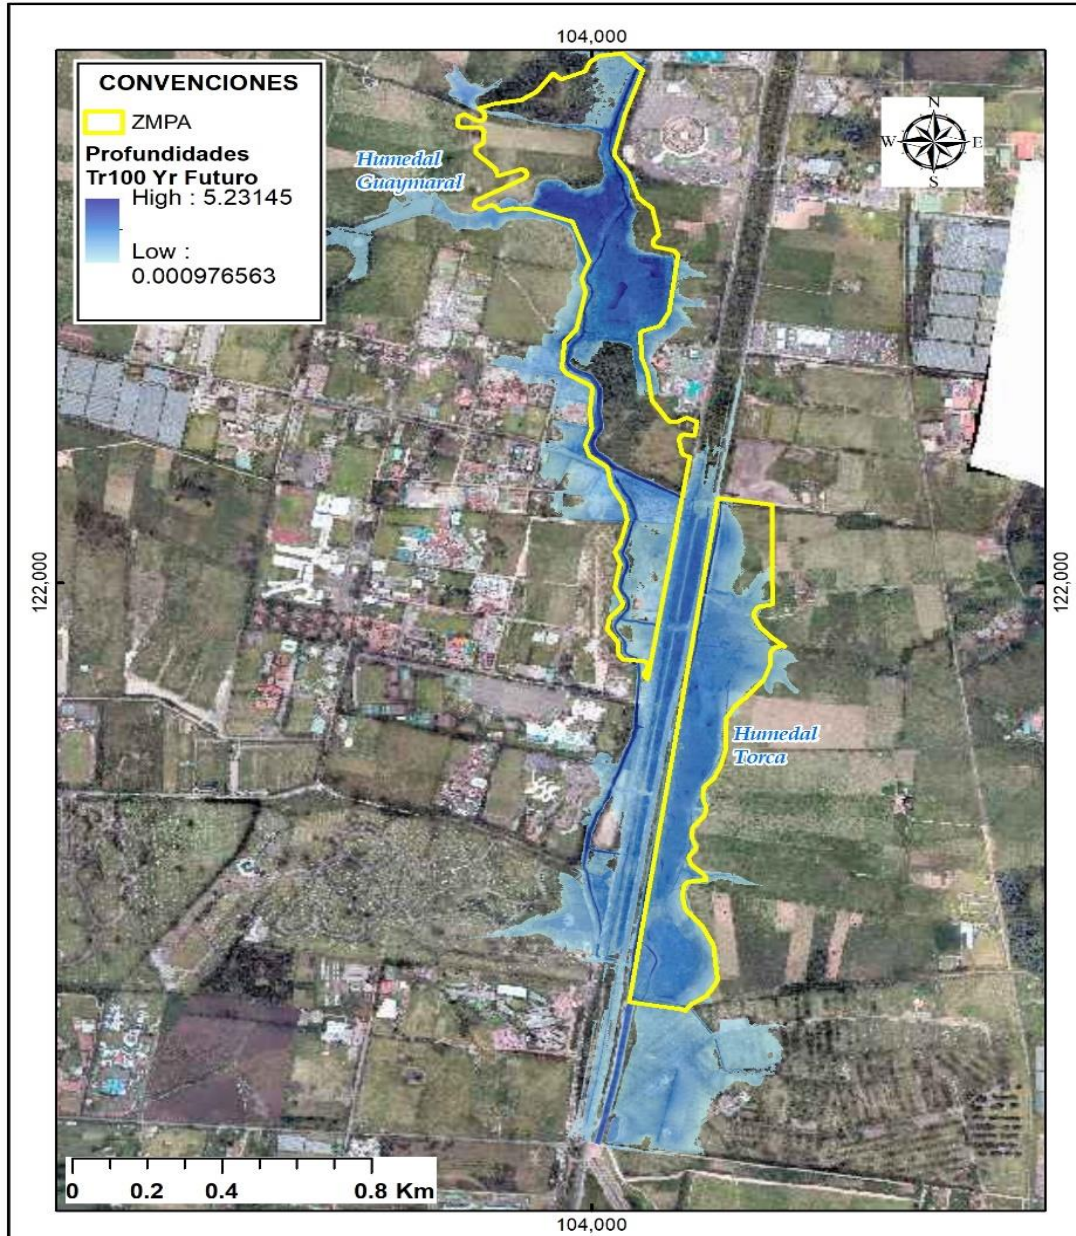 104,000
CONVENCIONES
ZMPA
Profundidades
Tr100 Yr Futuro
High : 5.23145
Low :
0.000976563
Humedal
Guaymaral
N
W E
S
122,000
122,000
Humedal
Torca
0 0.2 0.4 0.8 Km
104,000